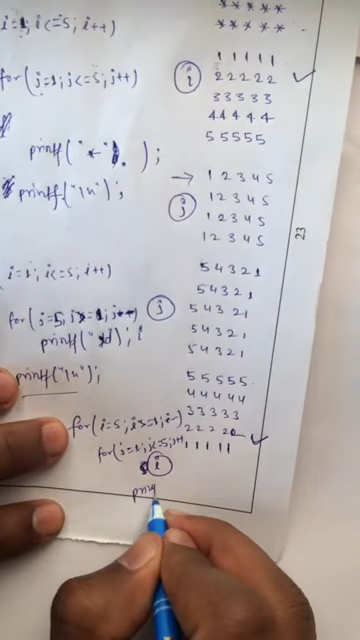 i=1; i<=5; i++)
*****
*****
for(j=1; j<=5; j++)
i
11111
22222
33333
44444
55555
printf("*");
printf("\n");
→ 12345
j
12345
12345
12345
23
i=1; i<=5; i++)
54321
54321
for(j=5; j>=1; j--)
j
54321
printf("%d"); i
54321
54321
printf("\n");
55555
44444
for(i=5; i>=1; i--)
33333
22222
for(j=1; j<=5; j++
11111
i
prin